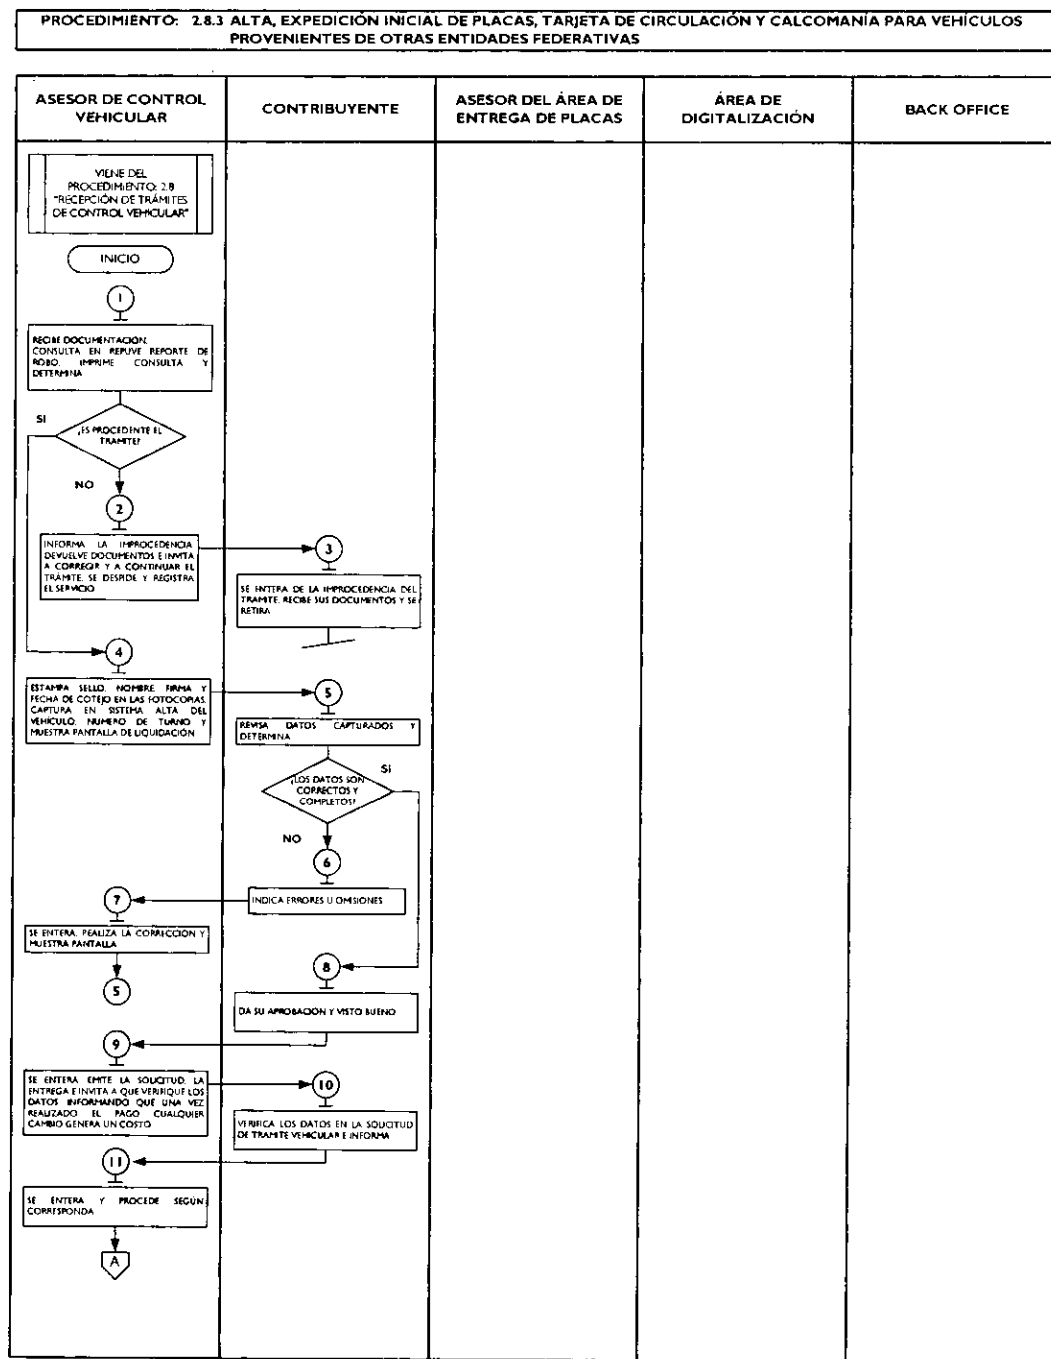 PROCEDIMIENTO: 2.8.3 ALTA, EXPEDICIÓN INICIAL DE PLACAS, TARJETA DE CIRCULACIÓN Y CALCOMANÍA PARA VEHÍCULOS
PROVENIENTES DE OTRAS ENTIDADES FEDERATIVAS
ASESOR DE CONTROL
VEHICULAR
CONTRIBUYENTE
ASESOR DEL ÁREA DE
ENTREGA DE PLACAS
ÁREA DE
DIGITALIZACIÓN
BACK OFFICE
VIENE DEL
PROCEDIMIENTO: 2.8
"RECEPCIÓN DE TRÁMITES
DE CONTROL VEHICULAR"
INICIO
1
RECIBE DOCUMENTACIÓN.
CONSULTA EN REPUVE REPORTE DE
ROBO. IMPRIME CONSULTA Y
DETERMINA
SI
¿ES PROCEDENTE EL
TRAMITE?
NO
2
INFORMA LA IMPROCEDENCIA
DEVUELVE DOCUMENTOS E INVITA
A CORREGIR Y A CONTINUAR EL
TRÁMITE. SE DESPIDE Y REGISTRA
EL SERVICIO
3
SE ENTERA DE LA IMPROCEDENCIA DEL
TRAMITE. RECIBE SUS DOCUMENTOS Y SE
RETIRA
4
ESTAMPA SELLO, NOMBRE FIRMA Y
FECHA DE COTEJO EN LAS FOTOCOPIAS.
CAPTURA EN SISTEMA ALTA DEL
VEHÍCULO, NUMERO DE TURNO Y
MUESTRA PANTALLA DE LIQUIDACIÓN
5
REVISA DATOS CAPTURADOS Y
DETERMINA
¿LOS DATOS SON
CORRECTOS Y
COMPLETOS?
SI
NO
6
INDICA ERRORES U OMISIONES
7
SE ENTERA, REALIZA LA CORRECCIÓN Y
MUESTRA PANTALLA
5
8
DA SU APROBACIÓN Y VISTO BUENO
9
SE ENTERA EMITE LA SOLICITUD, LA
ENTREGA E INVITA A QUE VERIFIQUE LOS
DATOS INFORMANDO QUE UNA VEZ
REALIZADO EL PAGO CUALQUIER
CAMBIO GENERA UN COSTO
10
VERIFICA LOS DATOS EN LA SOLICITUD
DE TRAMITE VEHICULAR E INFORMA
11
SE ENTERA Y PROCEDE SEGÚN
CORRESPONDA
A